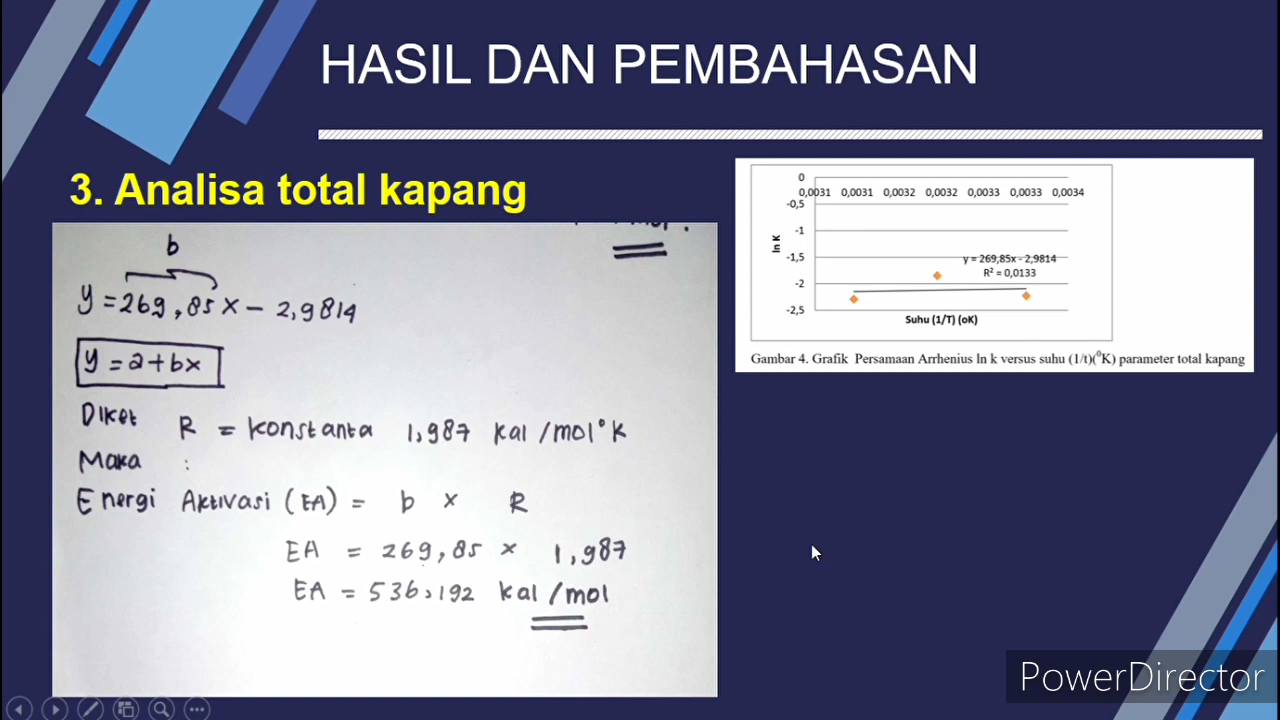 HASIL DAN PEMBAHASAN
3. Analisa total kapang
b
y = 269,85 x - 2,9814
y = a + bx
Diket R = Konstanta 1,987 kal / mol°K
Maka :
Energi Aktivasi (EA) = b x R
EA = 269,85 x 1,987
EA = 536,192 kal / mol
0
0,0031 0,0031 0,0032 0,0032 0,0033 0,0033 0,0034
-0,5
-1
-1,5
-2
-2,5
ln K
y = 269,85x - 2,9814
R² = 0,0133
Suhu (1/T) (oK)
Gambar 4. Grafik Persamaan Arrhenius ln k versus suhu (1/t)(⁰K) parameter total kapang
PowerDirector